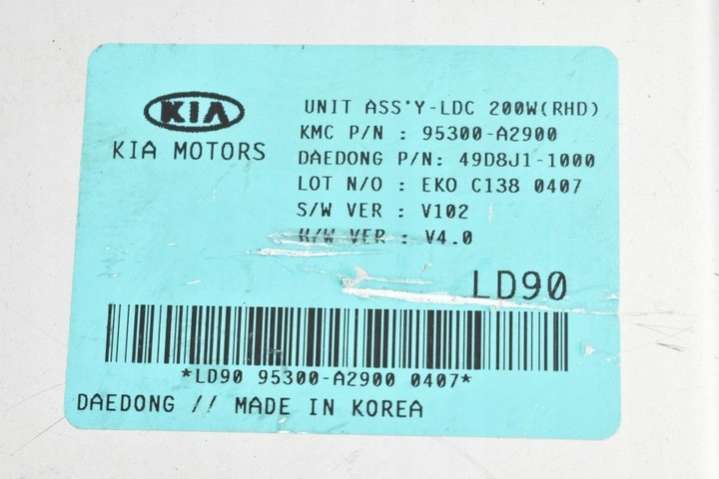 KIA
KIA MOTORS
UNIT ASS'Y-LDC 200W(RHD)
KMC P/N : 95300-A2900
DAEDONG P/N: 49D8J1-1000
LOT N/O : EKO C138 0407
S/W VER : V102
H/W VER : V4.0
LD90
*LD90 95300-A2900 0407*
DAEDONG // MADE IN KOREA